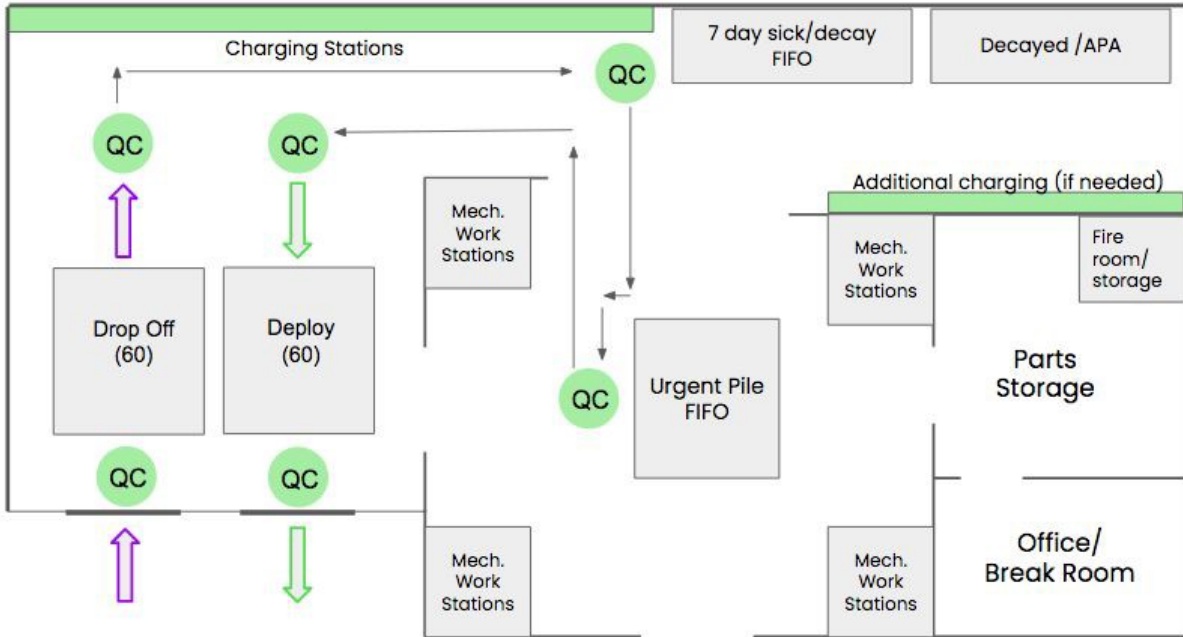 Charging Stations
QC
7 day sick/decay
FIFO
Decayed /APA
QC
QC
Additional charging (if needed)
Mech.
Work
Stations
Mech.
Work
Stations
Fire
room/
storage
Drop Off
(60)
Deploy
(60)
Urgent Pile
FIFO
QC
Parts
Storage
QC
QC
Mech.
Work
Stations
Mech.
Work
Stations
Office/
Break Room